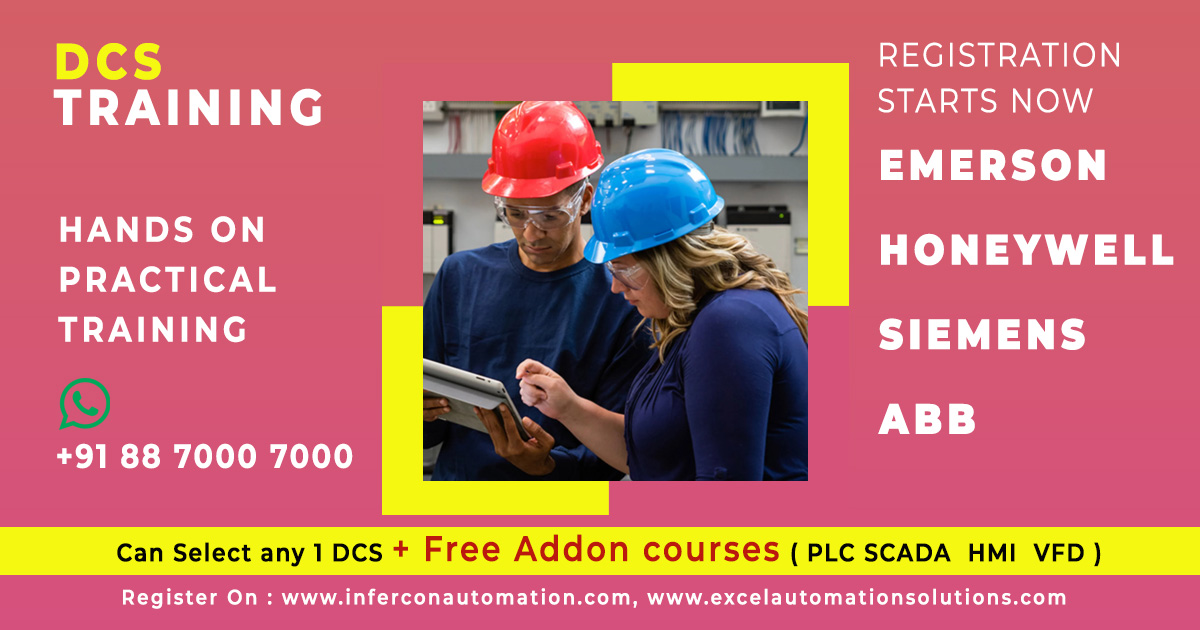 DCS
TRAINING
HANDS ON
PRACTICAL
TRAINING
+91 88 7000 7000
REGISTRATION
STARTS NOW
EMERSON
HONEYWELL
SIEMENS
ABB
Can Select any 1 DCS + Free Addon courses ( PLC SCADA HMI VFD )
Register On : www.inferconautomation.com, www.excelautomationsolutions.com